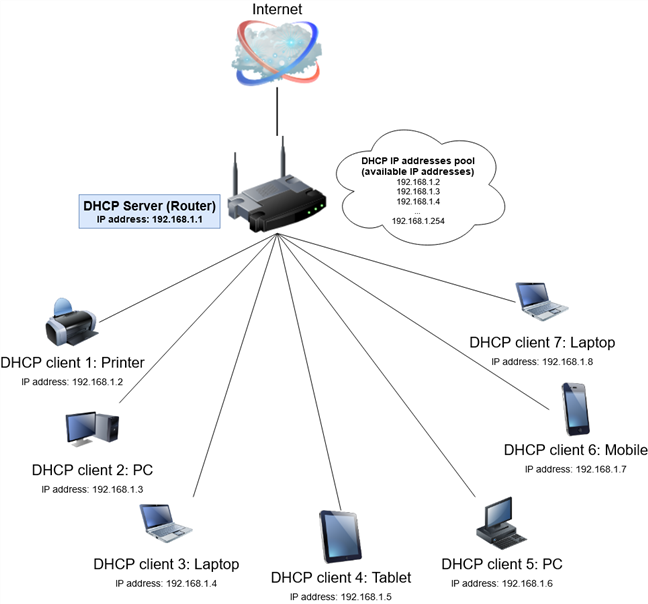 Internet
DHCP IP addresses pool
(available IP addresses)
192.168.1.2
192.168.1.3
192.168.1.4
...
192.168.1.254
DHCP Server (Router)
IP address: 192.168.1.1
DHCP client 1: Printer
IP address: 192.168.1.2
DHCP client 7: Laptop
IP address: 192.168.1.8
DHCP client 2: PC
IP address: 192.168.1.3
DHCP client 6: Mobile
IP address: 192.168.1.7
DHCP client 3: Laptop
IP address: 192.168.1.4
DHCP client 4: Tablet
IP address: 192.168.1.5
DHCP client 5: PC
IP address: 192.168.1.6